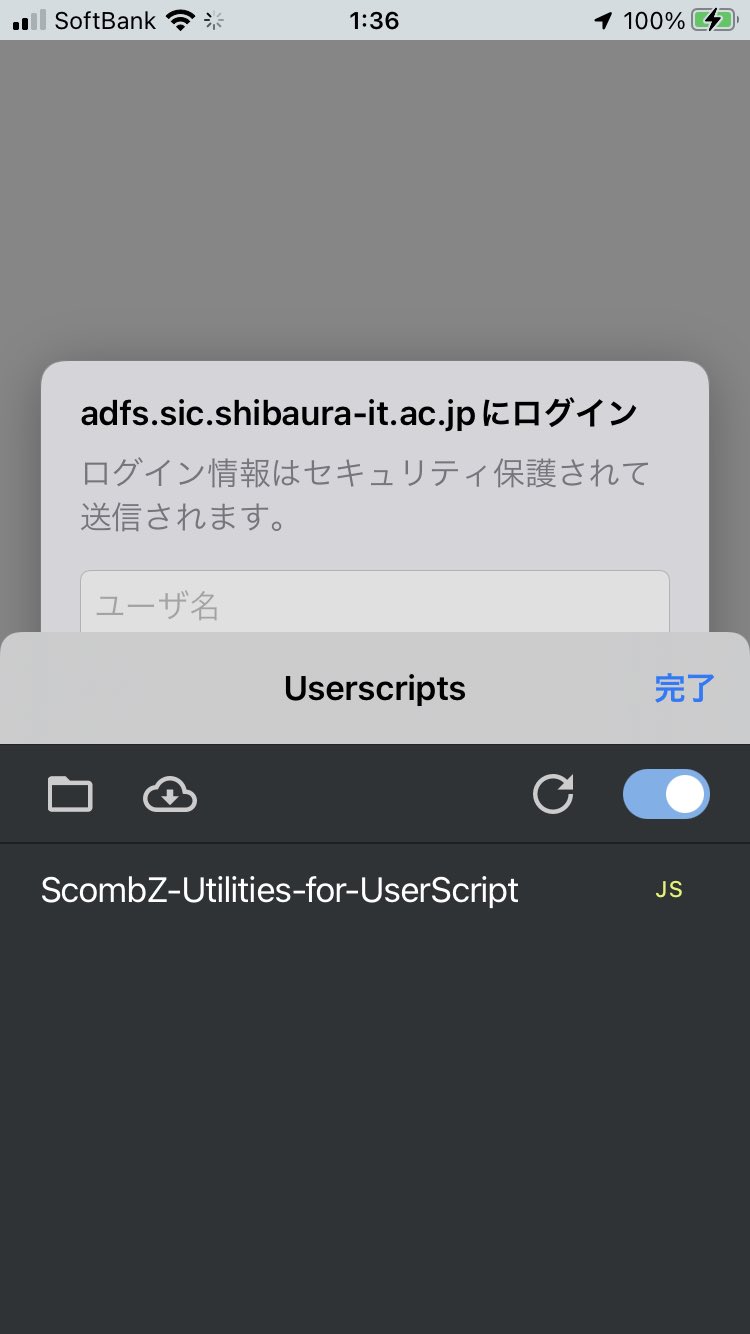 SoftBank 1:36 100%
adfs.sic.shibaura-it.ac.jpにログイン
ログイン情報はセキュリティ保護されて
送信されます。
ユーザ名
Userscripts 完了
ScombZ-Utilities-for-UserScript JS